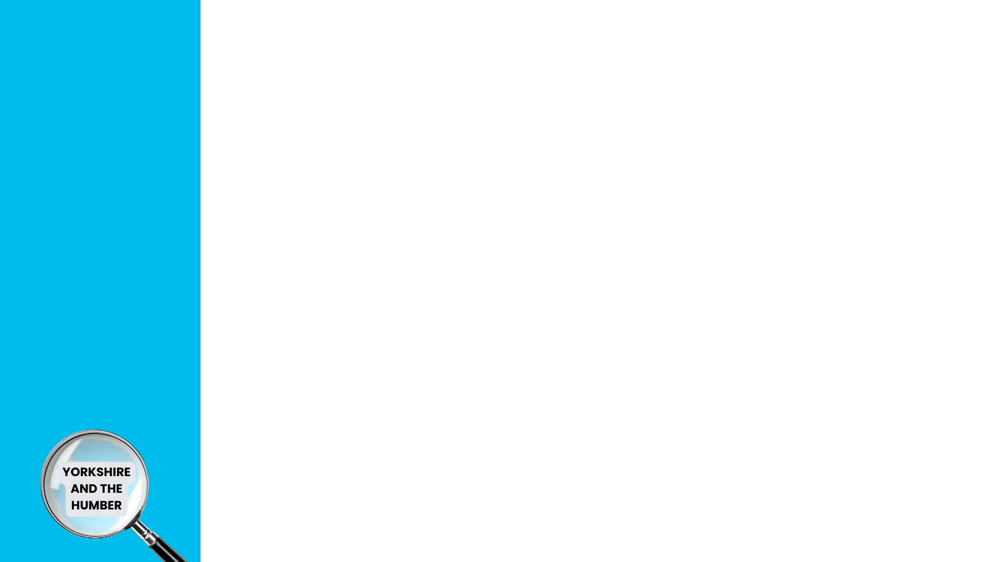 YORKSHIRE
AND THE
HUMBER